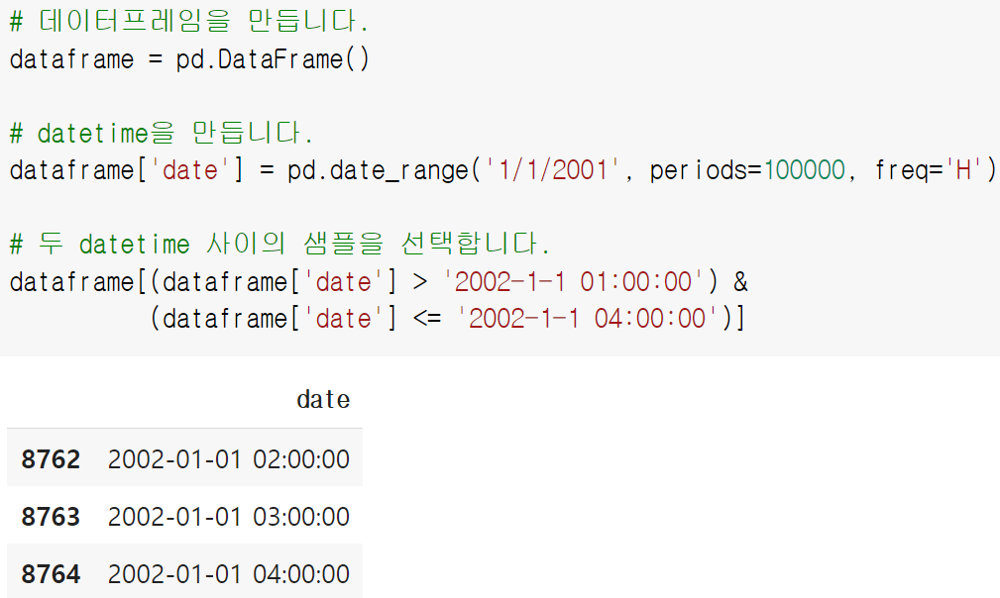 # 데이터프레임을 만듭니다.
dataframe = pd.DataFrame()
# datetime을 만듭니다.
dataframe['date'] = pd.date_range('1/1/2001', periods=100000, freq='H')
# 두 datetime 사이의 샘플을 선택합니다.
dataframe[(dataframe['date'] > '2002-1-1 01:00:00') &
(dataframe['date'] <= '2002-1-1 04:00:00')]
date
8762 2002-01-01 02:00:00
8763 2002-01-01 03:00:00
8764 2002-01-01 04:00:00